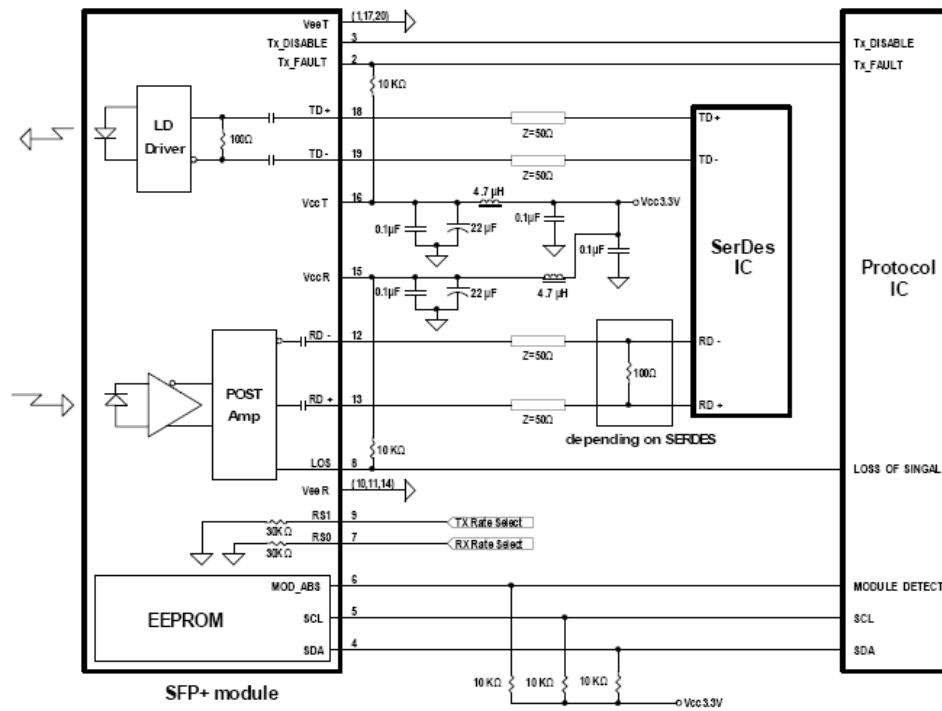 VeeT (1,17,20)
Tx_DISABLE 3 Tx_DISABLE
Tx_FAULT 2 Tx_FAULT
10 KΩ
LD
Driver
100Ω
TD + 18 Z=50Ω TD +
TD - 19 Z=50Ω TD -
VccT 16 4.7 µH Vcc3.3V
0.1µF 22 µF 0.1µF 0.1µF
VccR 15 4.7 µH
0.1µF 22 µF
SerDes
IC
Protocol
IC
RD - 12 Z=50Ω RD -
100Ω
POST
Amp
RD + 13 Z=50Ω RD +
depending on SERDES
10 KΩ
LOS 8 LOSS OF SINGAL
VeeR (10,11,14)
RS1 9 TX Rate Select
30KΩ
RS0 7 RX Rate Select
30KΩ
MOD_ABS 6 MODULE DETECT
EEPROM
SCL 5 SCL
SDA 4 SDA
10 KΩ 10 KΩ 10 KΩ
Vcc3.3V
SFP+ module